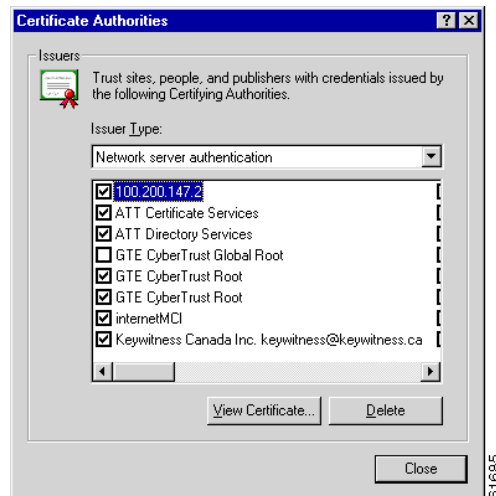 Certificate Authorities
Issuers
Trust sites, people, and publishers with credentials issued by
the following Certifying Authorities.
Issuer Type:
Network server authentication
100.200.147.2
ATT Certificate Services
ATT Directory Services
GTE CyberTrust Global Root
GTE CyberTrust Root
GTE CyberTrust Root
internetMCI
Keywitness Canada Inc. keywitness@keywitness.ca
View Certificate...
Delete
Close
61695